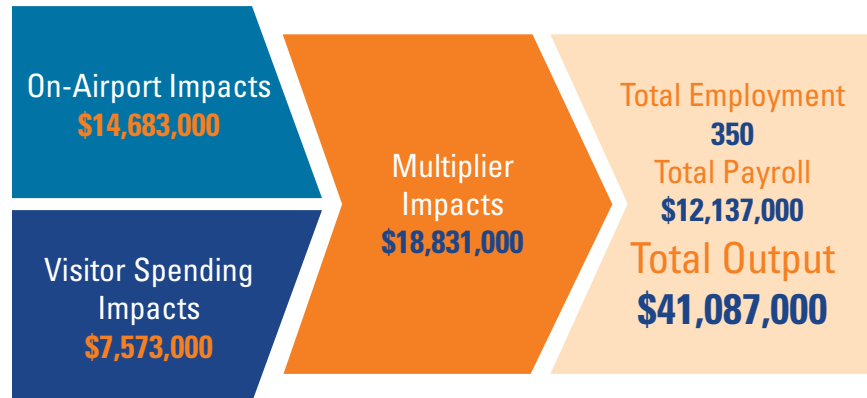 On-Airport Impacts
$14,683,000
Visitor Spending
Impacts
$7,573,000
Multiplier
Impacts
$18,831,000
Total Employment
350
Total Payroll
$12,137,000
Total Output
$41,087,000